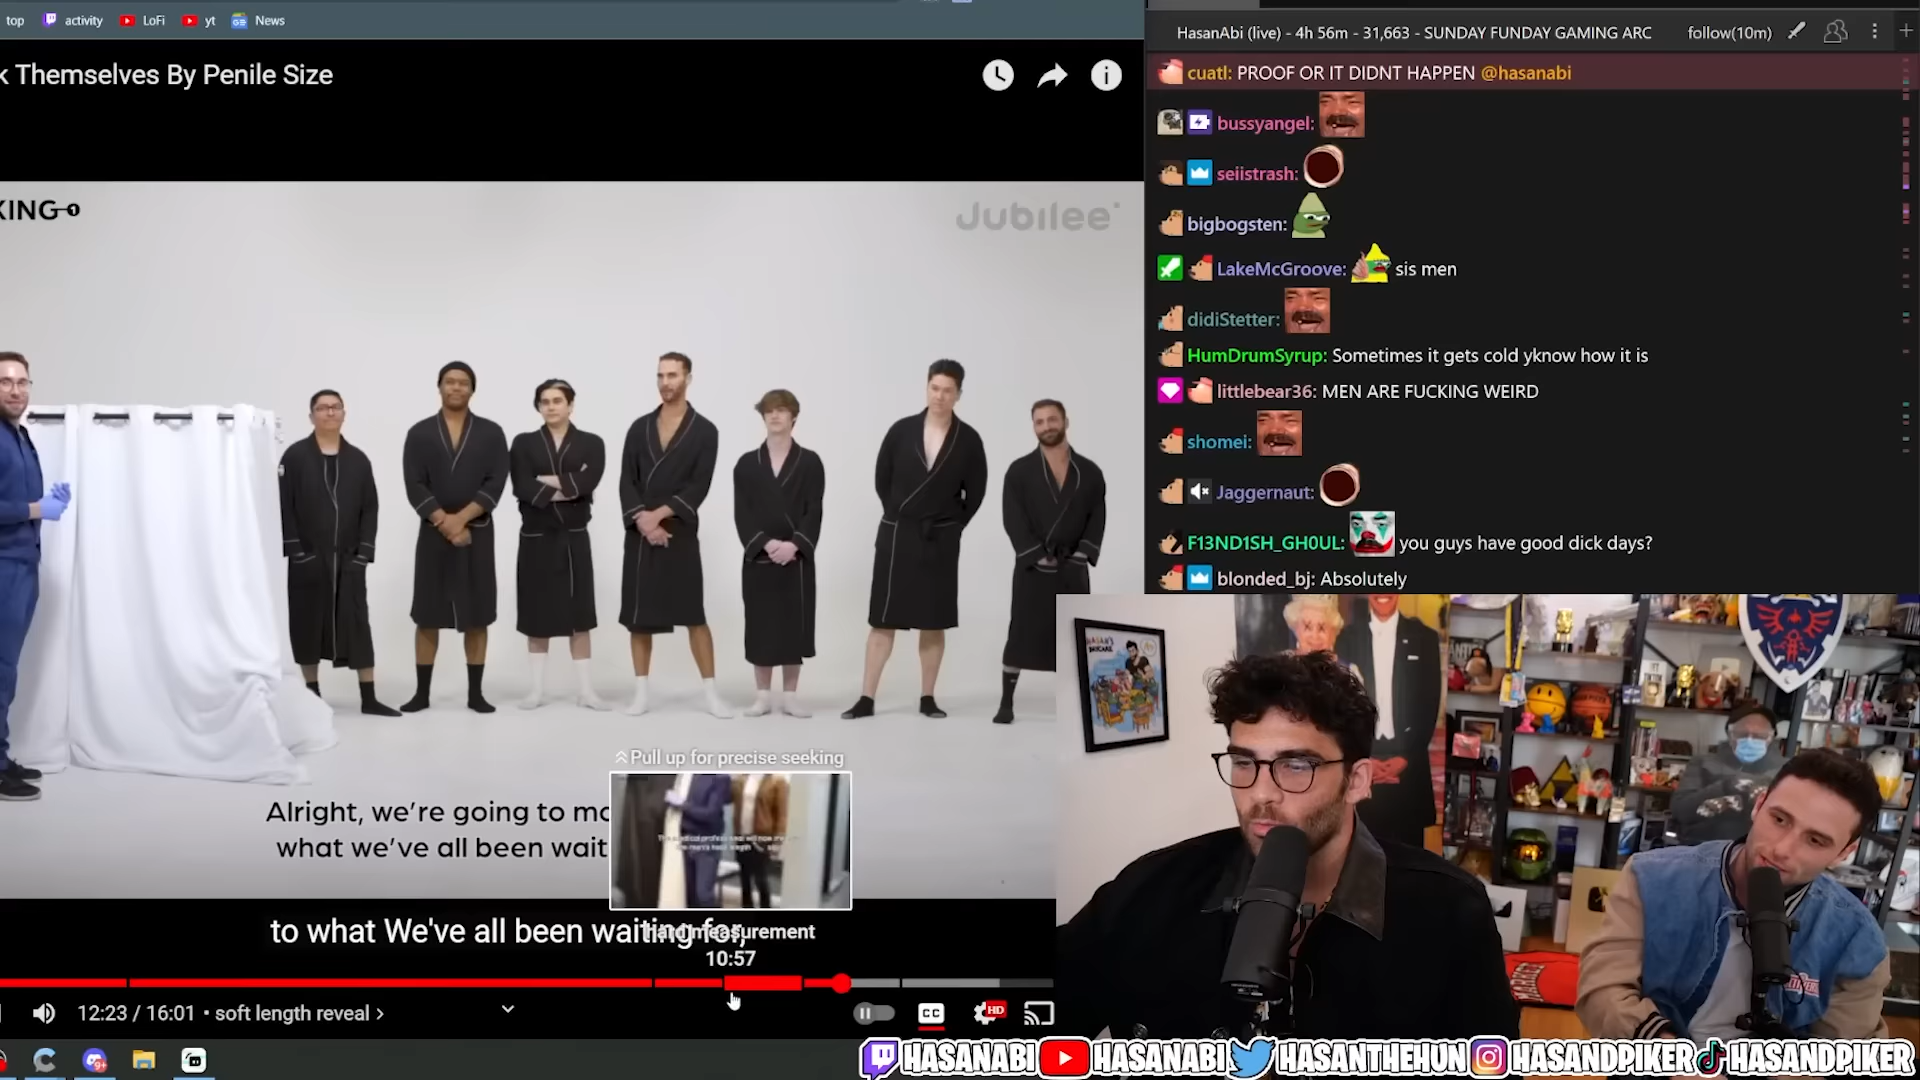 top
activity
LoFi
yt
News
k Themselves By Penile Size
KING
Jubilee
Alright, we're going to mo
what we've all been wait
Pull up for precise seeking
to what We've all been waiting for,
hard measurement
10:57
12:23 / 16:01 • soft length reveal >
CC
HD
HasanAbi (live) - 4h 56m - 31,663 - SUNDAY FUNDAY GAMING ARC
follow(10m)
cuatl: PROOF OR IT DIDNT HAPPEN @hasanabi
bussyangel:
seiistrash:
bigbogsten:
LakeMcGroove: sis men
didiStetter:
HumDrumSyrup: Sometimes it gets cold yknow how it is
littlebear36: MEN ARE FUCKING WEIRD
shomei:
Jaggernaut:
F13ND1SH_GH0UL: you guys have good dick days?
blonded_bj: Absolutely
HASANABI
HASANABI
HASANTHEHUN
HASANDPIKER
HASANDPIKER